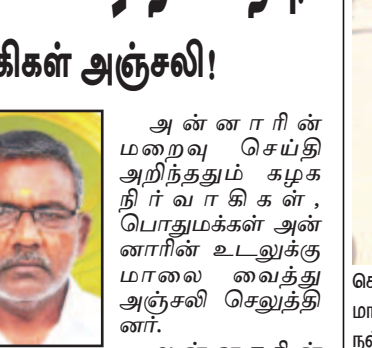 கிகள் அஞ்சலி!
அன்னாரின்
மறைவு செய்தி
அறிந்ததும் கழக
நிர்வாகிகள்,
பொதுமக்கள் அன்
னாரின் உடலுக்கு
மாலை வைத்து
அஞ்சலி செலுத்தி
னர்.